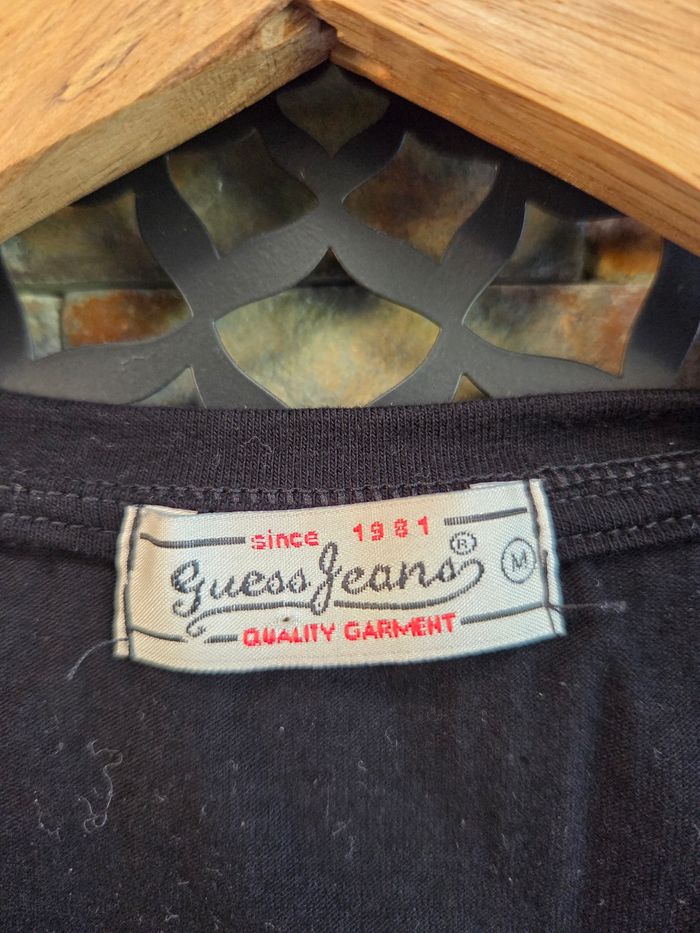 since 1981
guess Jeans ® M
QUALITY GARMENT